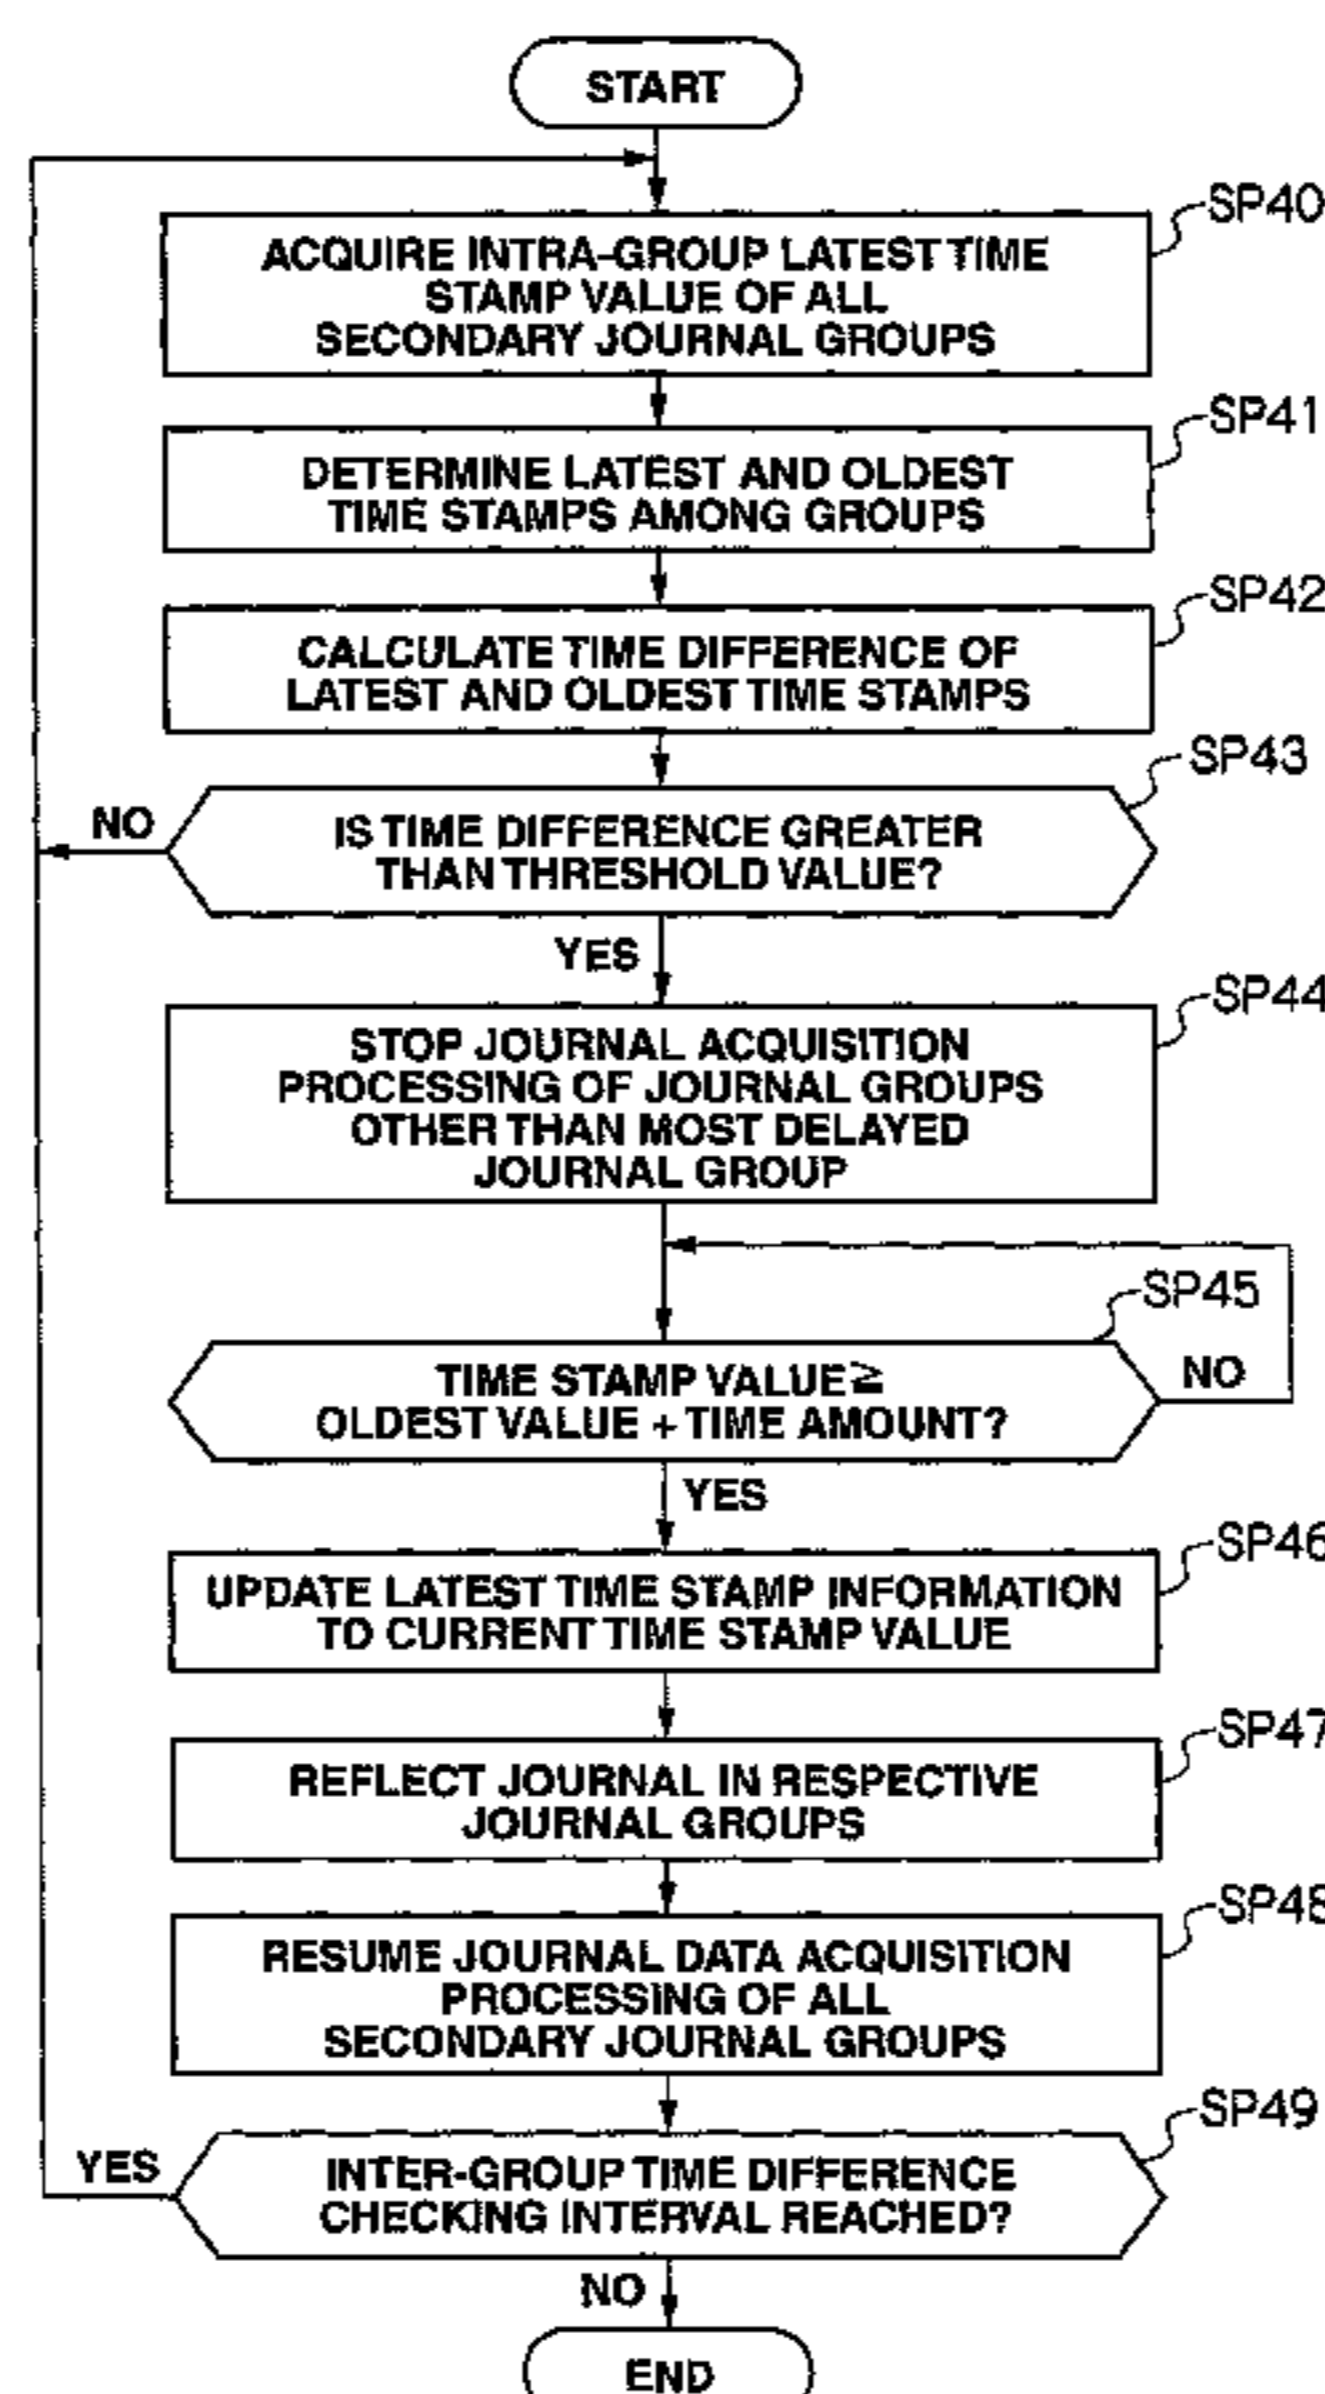 START
SP40
ACQUIRE INTRA-GROUP LATEST TIME
STAMP VALUE OF ALL
SECONDARY JOURNAL GROUPS
SP41
DETERMINE LATEST AND OLDEST
TIME STAMPS AMONG GROUPS
SP42
CALCULATE TIME DIFFERENCE OF
LATEST AND OLDEST TIME STAMPS
SP43
NO
IS TIME DIFFERENCE GREATER
THAN THRESHOLD VALUE?
YES
SP44
STOP JOURNAL ACQUISITION
PROCESSING OF JOURNAL GROUPS
OTHER THAN MOST DELAYED
JOURNAL GROUP
SP45
NO
TIME STAMP VALUE≧
OLDEST VALUE + TIME AMOUNT?
YES
SP46
UPDATE LATEST TIME STAMP INFORMATION
TO CURRENT TIME STAMP VALUE
SP47
REFLECT JOURNAL IN RESPECTIVE
JOURNAL GROUPS
SP48
RESUME JOURNAL DATA ACQUISITION
PROCESSING OF ALL
SECONDARY JOURNAL GROUPS
SP49
YES
INTER-GROUP TIME DIFFERENCE
CHECKING INTERVAL REACHED?
NO
END